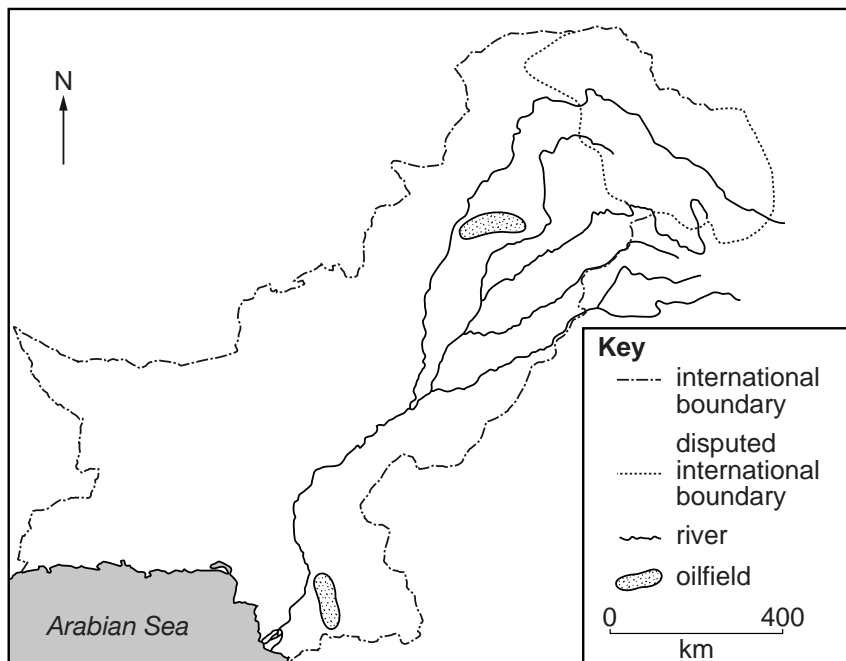 N
Arabian Sea
Key
international
boundary
disputed
international
boundary
river
oilfield
0 400
km